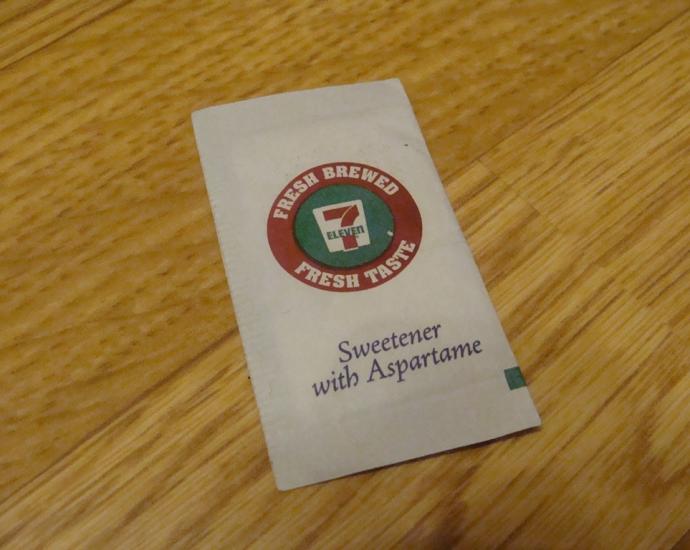 FRESH BREWED
7
ELEVEN
FRESH TASTE
Sweetener
with Aspartame